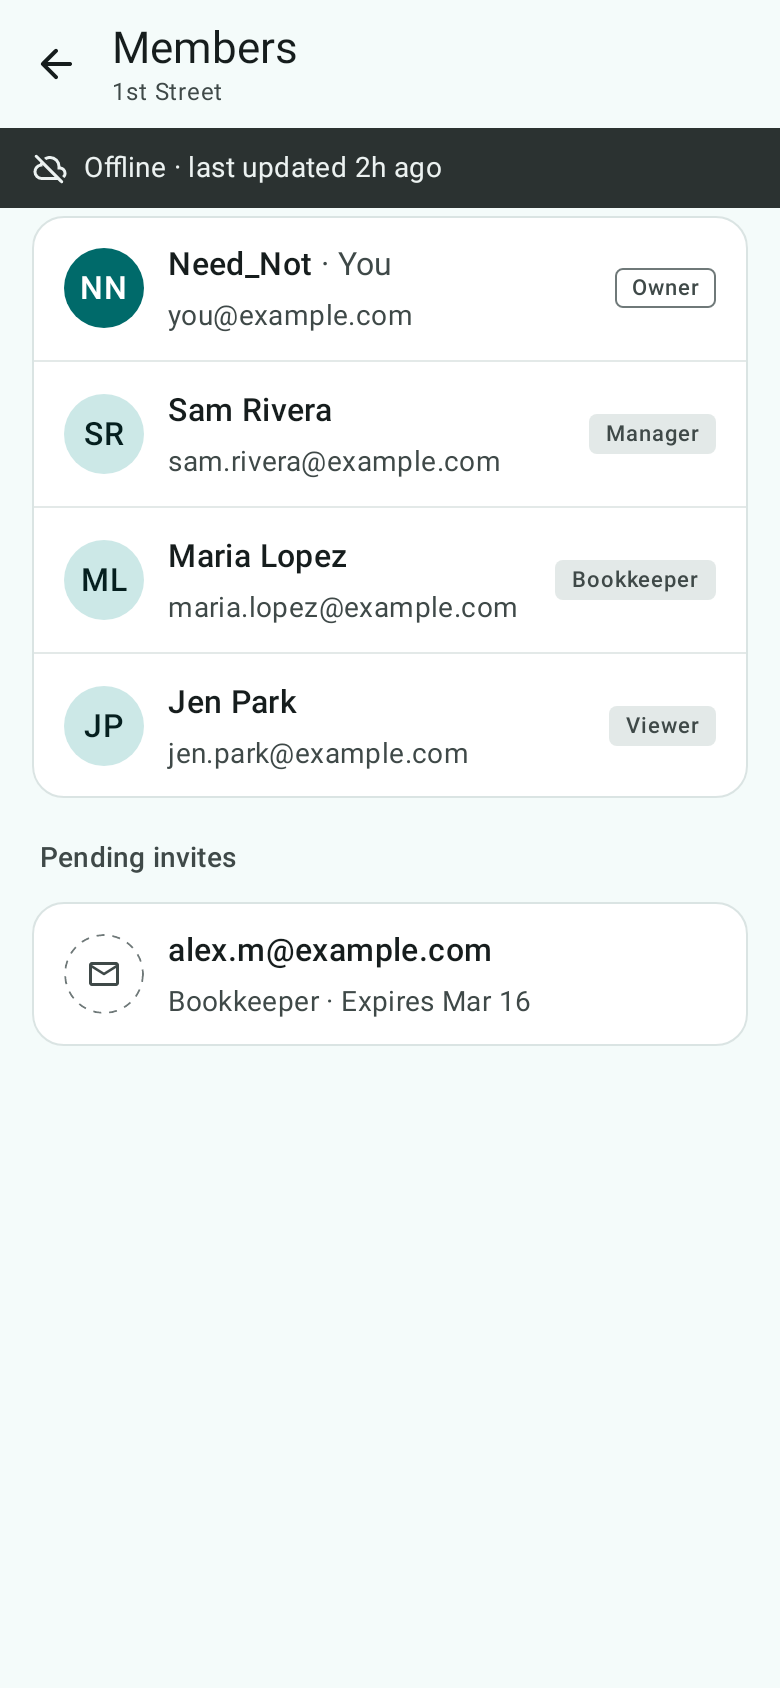 Members
1st Street
Offline · last updated 2h ago
NN
Need_Not · You
you@example.com
Owner
SR
Sam Rivera
sam.rivera@example.com
Manager
ML
Maria Lopez
maria.lopez@example.com
Bookkeeper
JP
Jen Park
jen.park@example.com
Viewer
Pending invites
alex.m@example.com
Bookkeeper · Expires Mar 16